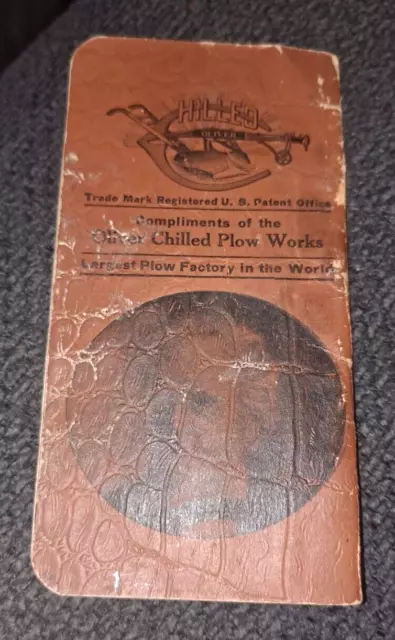 CHILLED
OLIVER
Trade Mark Registered U. S. Patent Office
Compliments of the
Oliver Chilled Plow Works
Largest Plow Factory in the World